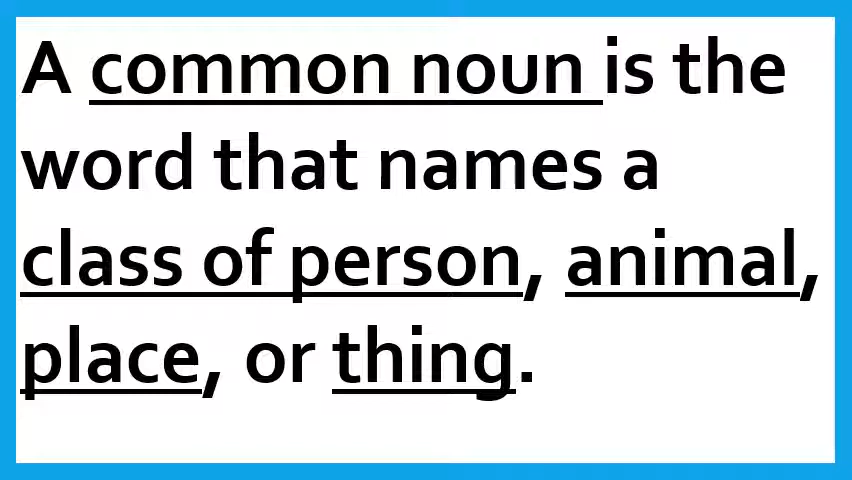 A common noun is the
word that names a
class of person, animal,
place, or thing.